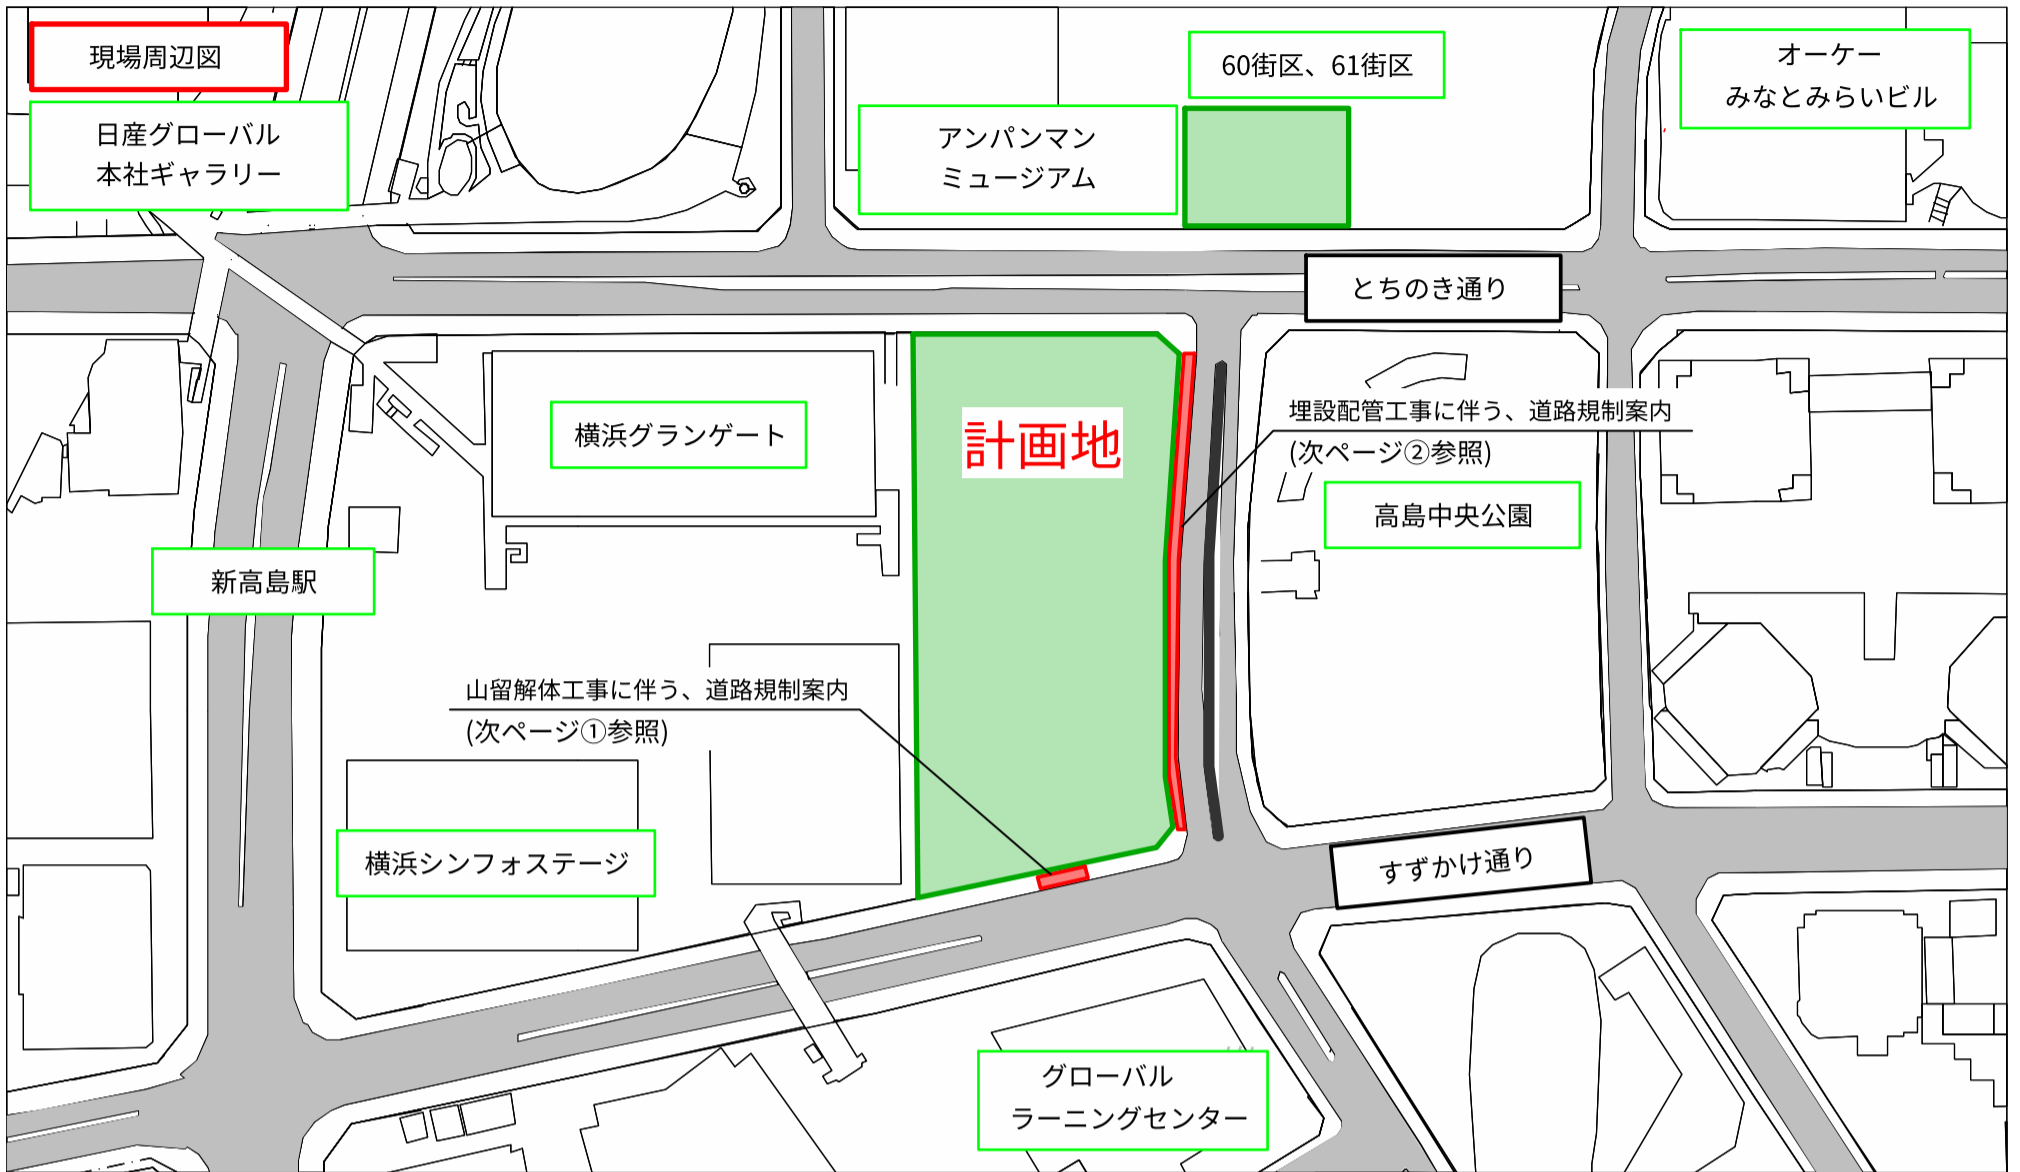 現場周辺図
日産グローバル
本社ギャラリー
60街区、61街区
アンパンマン
ミュージアム
オーケー
みなとみらいビル
とちのき通り
横浜グランゲート
計画地
埋設配管工事に伴う、道路規制案内
(次ページ②参照)
高島中央公園
新高島駅
山留解体工事に伴う、道路規制案内
(次ページ①参照)
横浜シンフォステージ
すずかけ通り
グローバル
ラーニングセンター